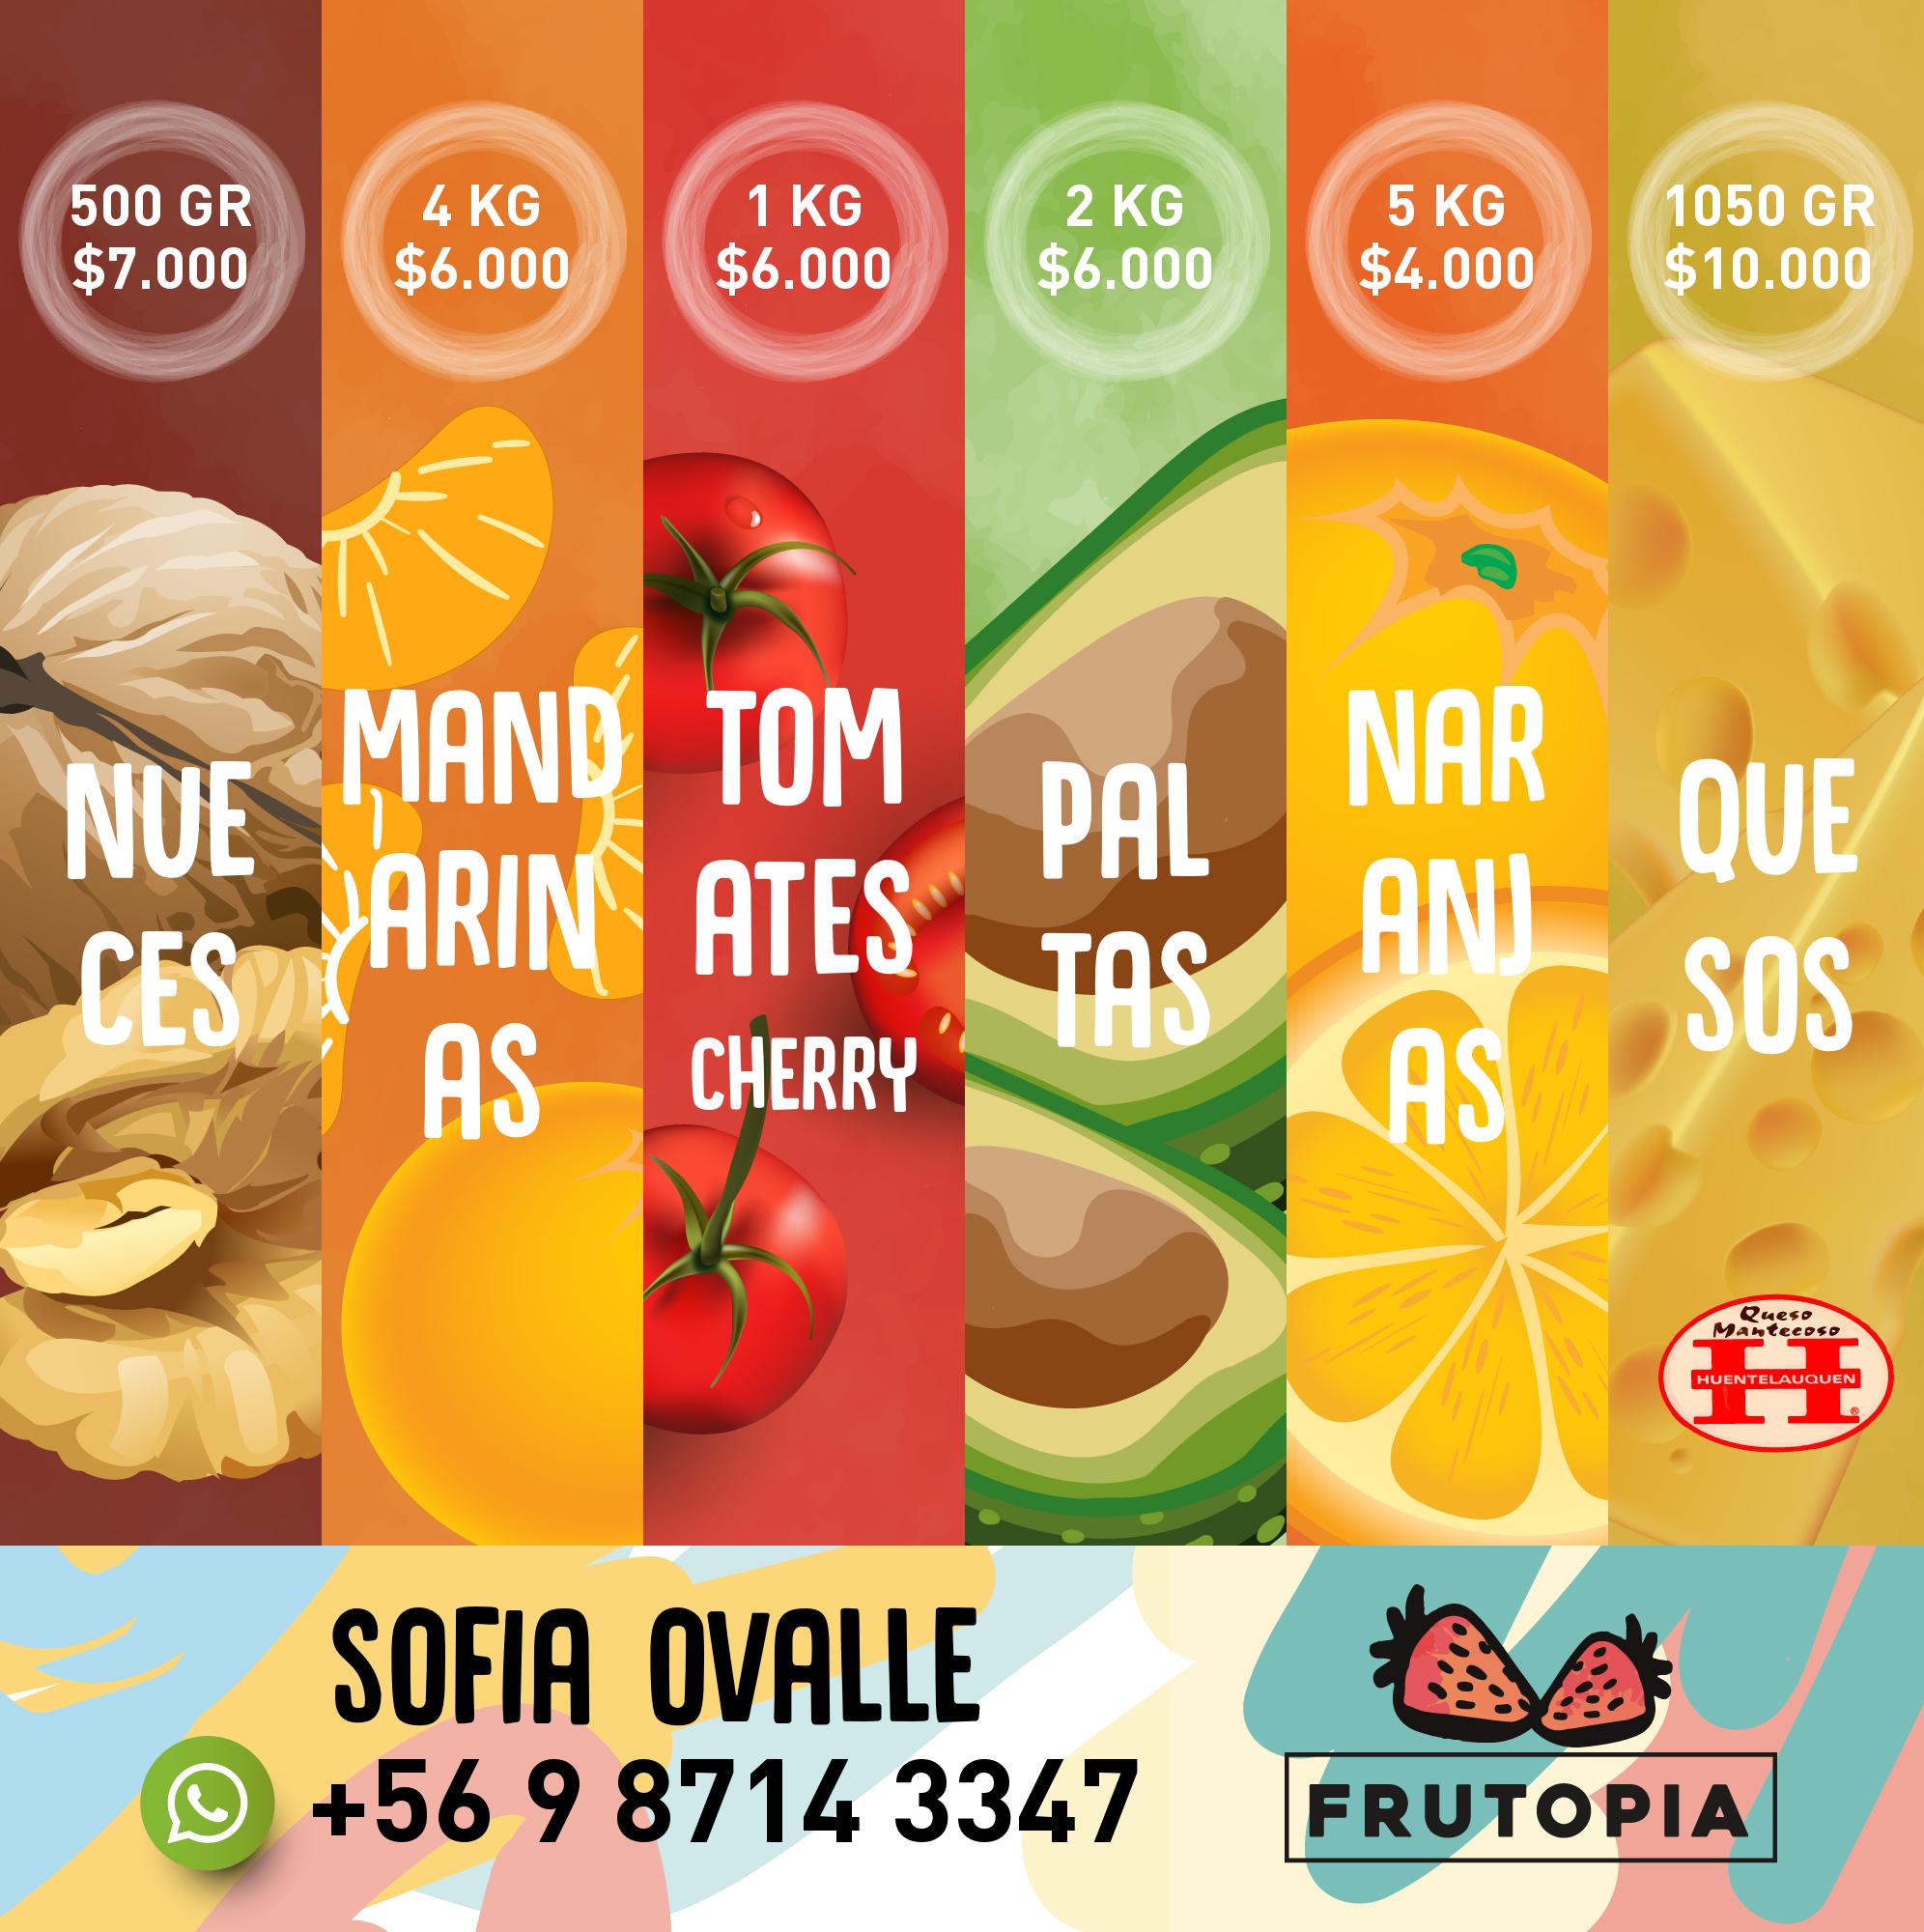 500 GR
$7.000
NUE
CES
4 KG
$6.000
MAND
ARIN
AS
1 KG
$6.000
TOM
ATES
CHERRY
2 KG
$6.000
PAL
TAS
5 KG
$4.000
NAR
ANJ
AS
1050 GR
$10.000
QUE
SOS
Queso
Mantecoso
H
HUENTELAUQUEN
®
SOFIA OVALLE
+56 9 8714 3347
FRUTOPIA